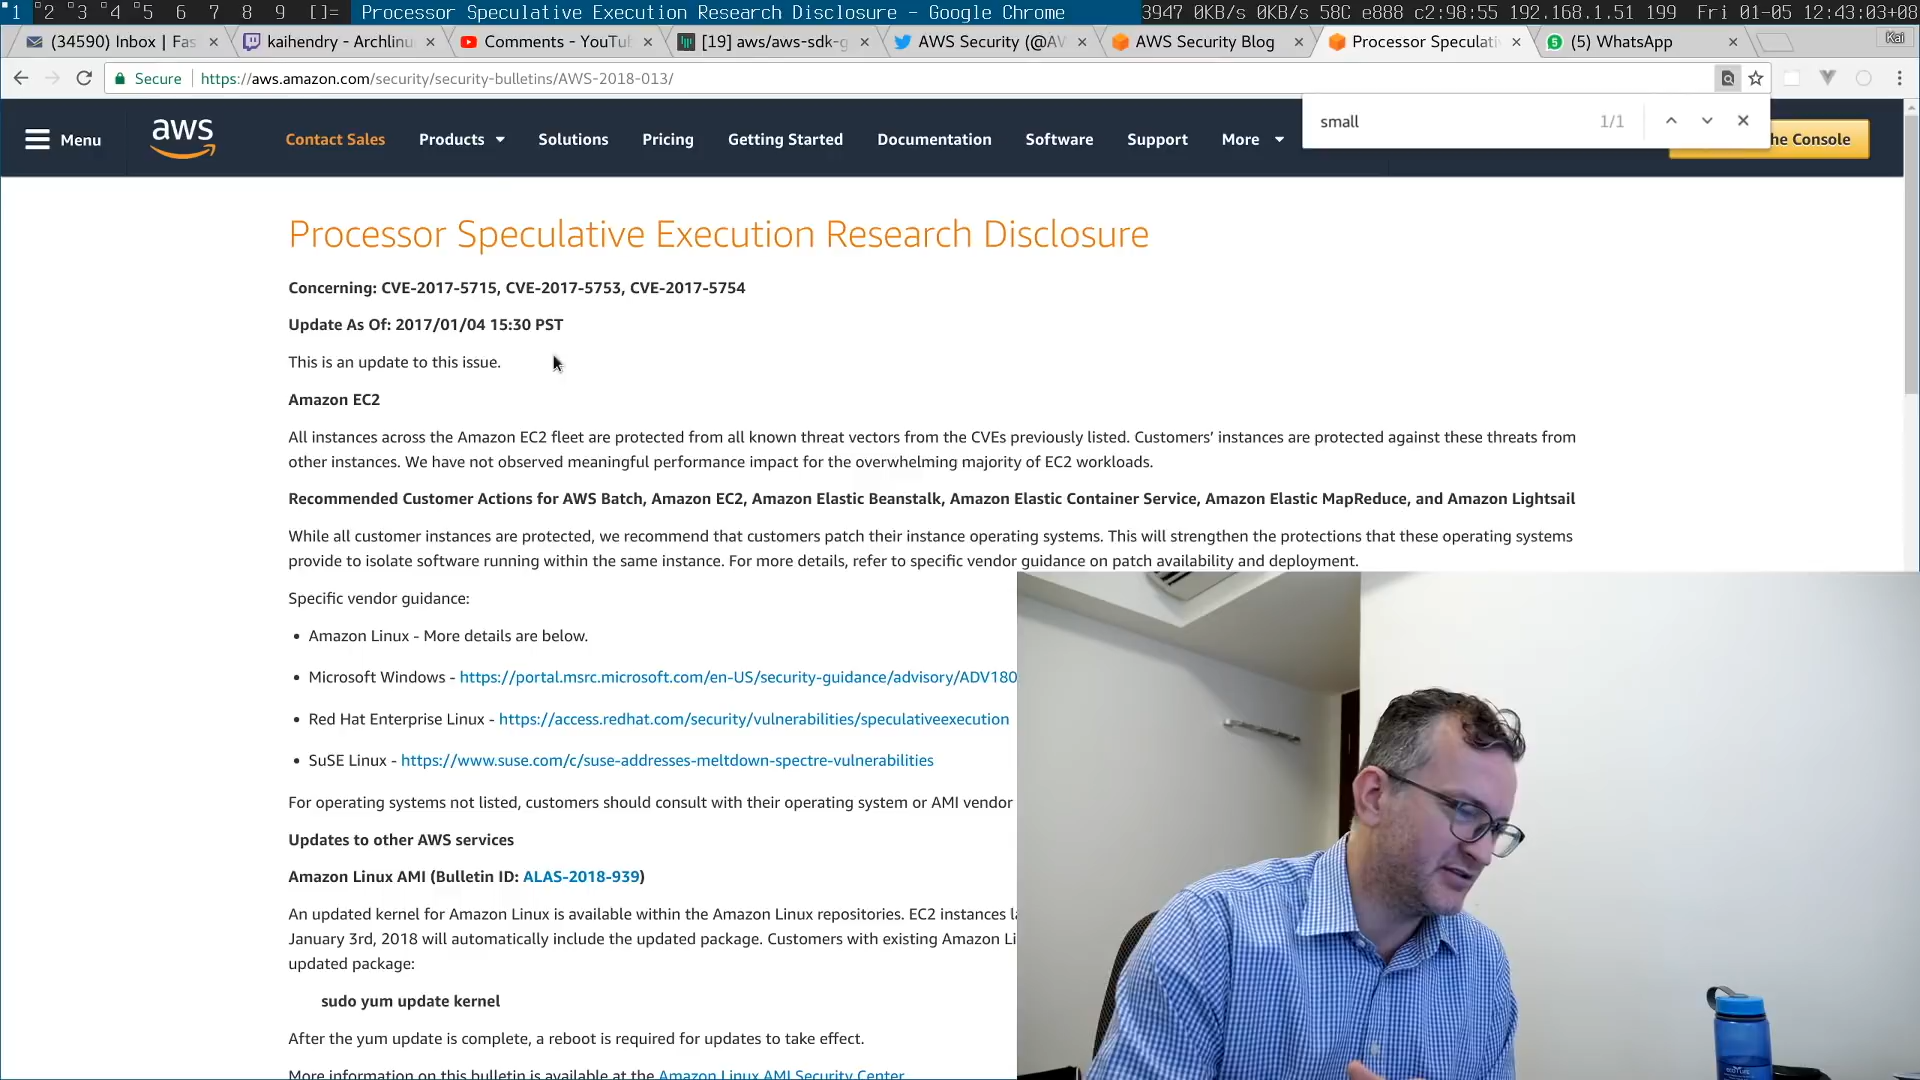 1 2 3 4 5 6 7 8 9 []= Processor Speculative Execution Research Disclosure - Google Chrome 3947 0KB/s 0KB/s 58C e888 c2:98:55 192.168.1.51 199 Fri 01-05 12:43:03+08
(34590) Inbox | Fas kaihendry - Archlinu Comments - YouTu [19] aws/aws-sdk-g AWS Security (@AV AWS Security Blog Processor Speculati (5) WhatsApp Kai
Secure https://aws.amazon.com/security/security-bulletins/AWS-2018-013/
small 1/1
Menu aws Contact Sales Products Solutions Pricing Getting Started Documentation Software Support More he Console
Processor Speculative Execution Research Disclosure
Concerning: CVE-2017-5715, CVE-2017-5753, CVE-2017-5754
Update As Of: 2017/01/04 15:30 PST
This is an update to this issue.
Amazon EC2
All instances across the Amazon EC2 fleet are protected from all known threat vectors from the CVEs previously listed. Customers' instances are protected against these threats from
other instances. We have not observed meaningful performance impact for the overwhelming majority of EC2 workloads.
Recommended Customer Actions for AWS Batch, Amazon EC2, Amazon Elastic Beanstalk, Amazon Elastic Container Service, Amazon Elastic MapReduce, and Amazon Lightsail
While all customer instances are protected, we recommend that customers patch their instance operating systems. This will strengthen the protections that these operating systems
provide to isolate software running within the same instance. For more details, refer to specific vendor guidance on patch availability and deployment.
Specific vendor guidance:
• Amazon Linux - More details are below.
• Microsoft Windows - https://portal.msrc.microsoft.com/en-US/security-guidance/advisory/ADV180
• Red Hat Enterprise Linux - https://access.redhat.com/security/vulnerabilities/speculativeexecution
• SuSE Linux - https://www.suse.com/c/suse-addresses-meltdown-spectre-vulnerabilities
For operating systems not listed, customers should consult with their operating system or AMI vendor
Updates to other AWS services
Amazon Linux AMI (Bulletin ID: ALAS-2018-939)
An updated kernel for Amazon Linux is available within the Amazon Linux repositories. EC2 instances la
January 3rd, 2018 will automatically include the updated package. Customers with existing Amazon Li
updated package:
sudo yum update kernel
After the yum update is complete, a reboot is required for updates to take effect.
More information on this bulletin is available at the Amazon Linux AMI Security Center